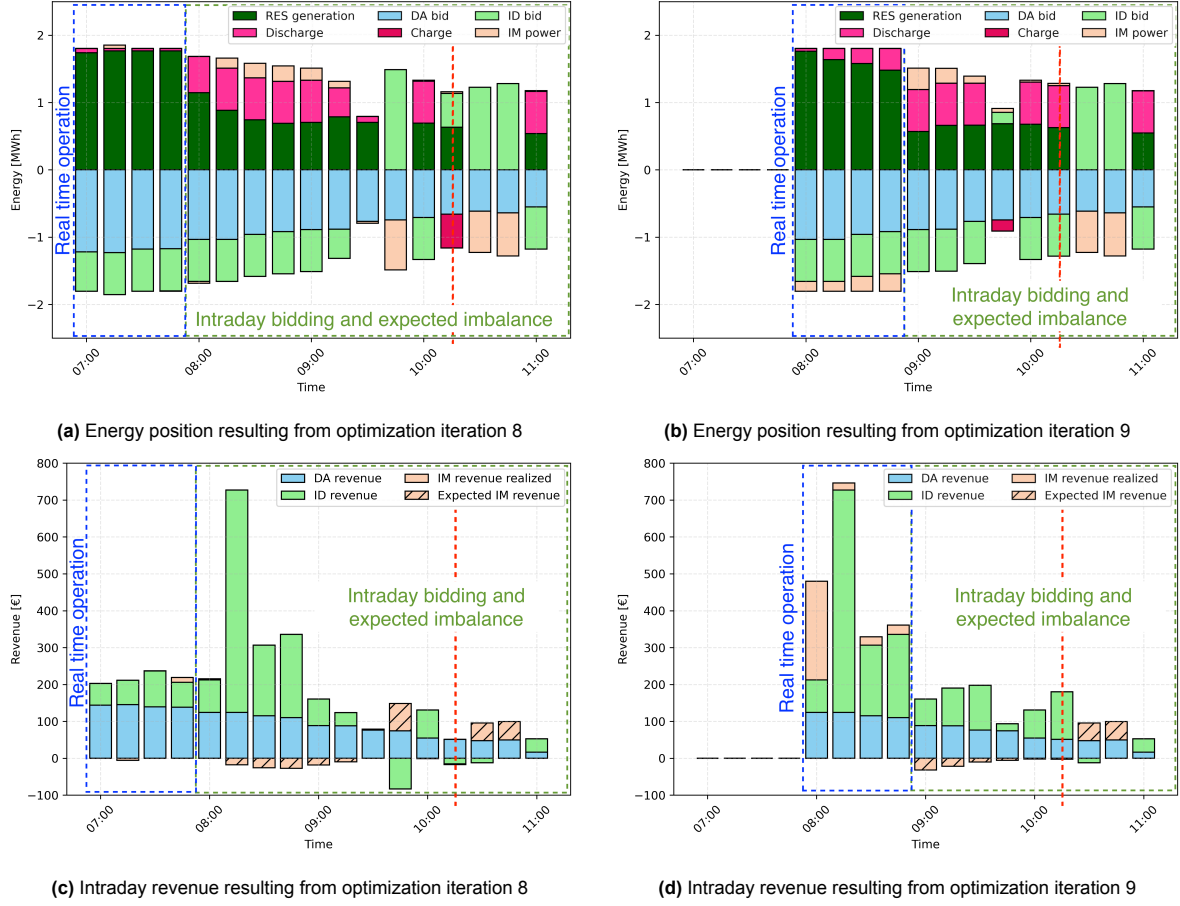 RES generation DA bid ID bid
Discharge Charge IM power
2
1
0
−1
−2
Energy [MWh]
Real time operation
Intraday bidding and expected imbalance
07:00 08:00 09:00 10:00 11:00
Time
(a) Energy position resulting from optimization iteration 8
RES generation DA bid ID bid
Discharge Charge IM power
2
1
0
−1
−2
Energy [MWh]
Real time operation
Intraday bidding and
expected imbalance
07:00 08:00 09:00 10:00 11:00
Time
(b) Energy position resulting from optimization iteration 9
DA revenue IM revenue realized
ID revenue Expected IM revenue
800
700
600
500
400
300
200
100
0
−100
Revenue [€]
Real time operation
Intraday bidding and
expected imbalance
07:00 08:00 09:00 10:00 11:00
Time
(c) Intraday revenue resulting from optimization iteration 8
DA revenue IM revenue realized
ID revenue Expected IM revenue
800
700
600
500
400
300
200
100
0
−100
Revenue [€]
Real time operation
Intraday bidding and
expected imbalance
07:00 08:00 09:00 10:00 11:00
Time
(d) Intraday revenue resulting from optimization iteration 9